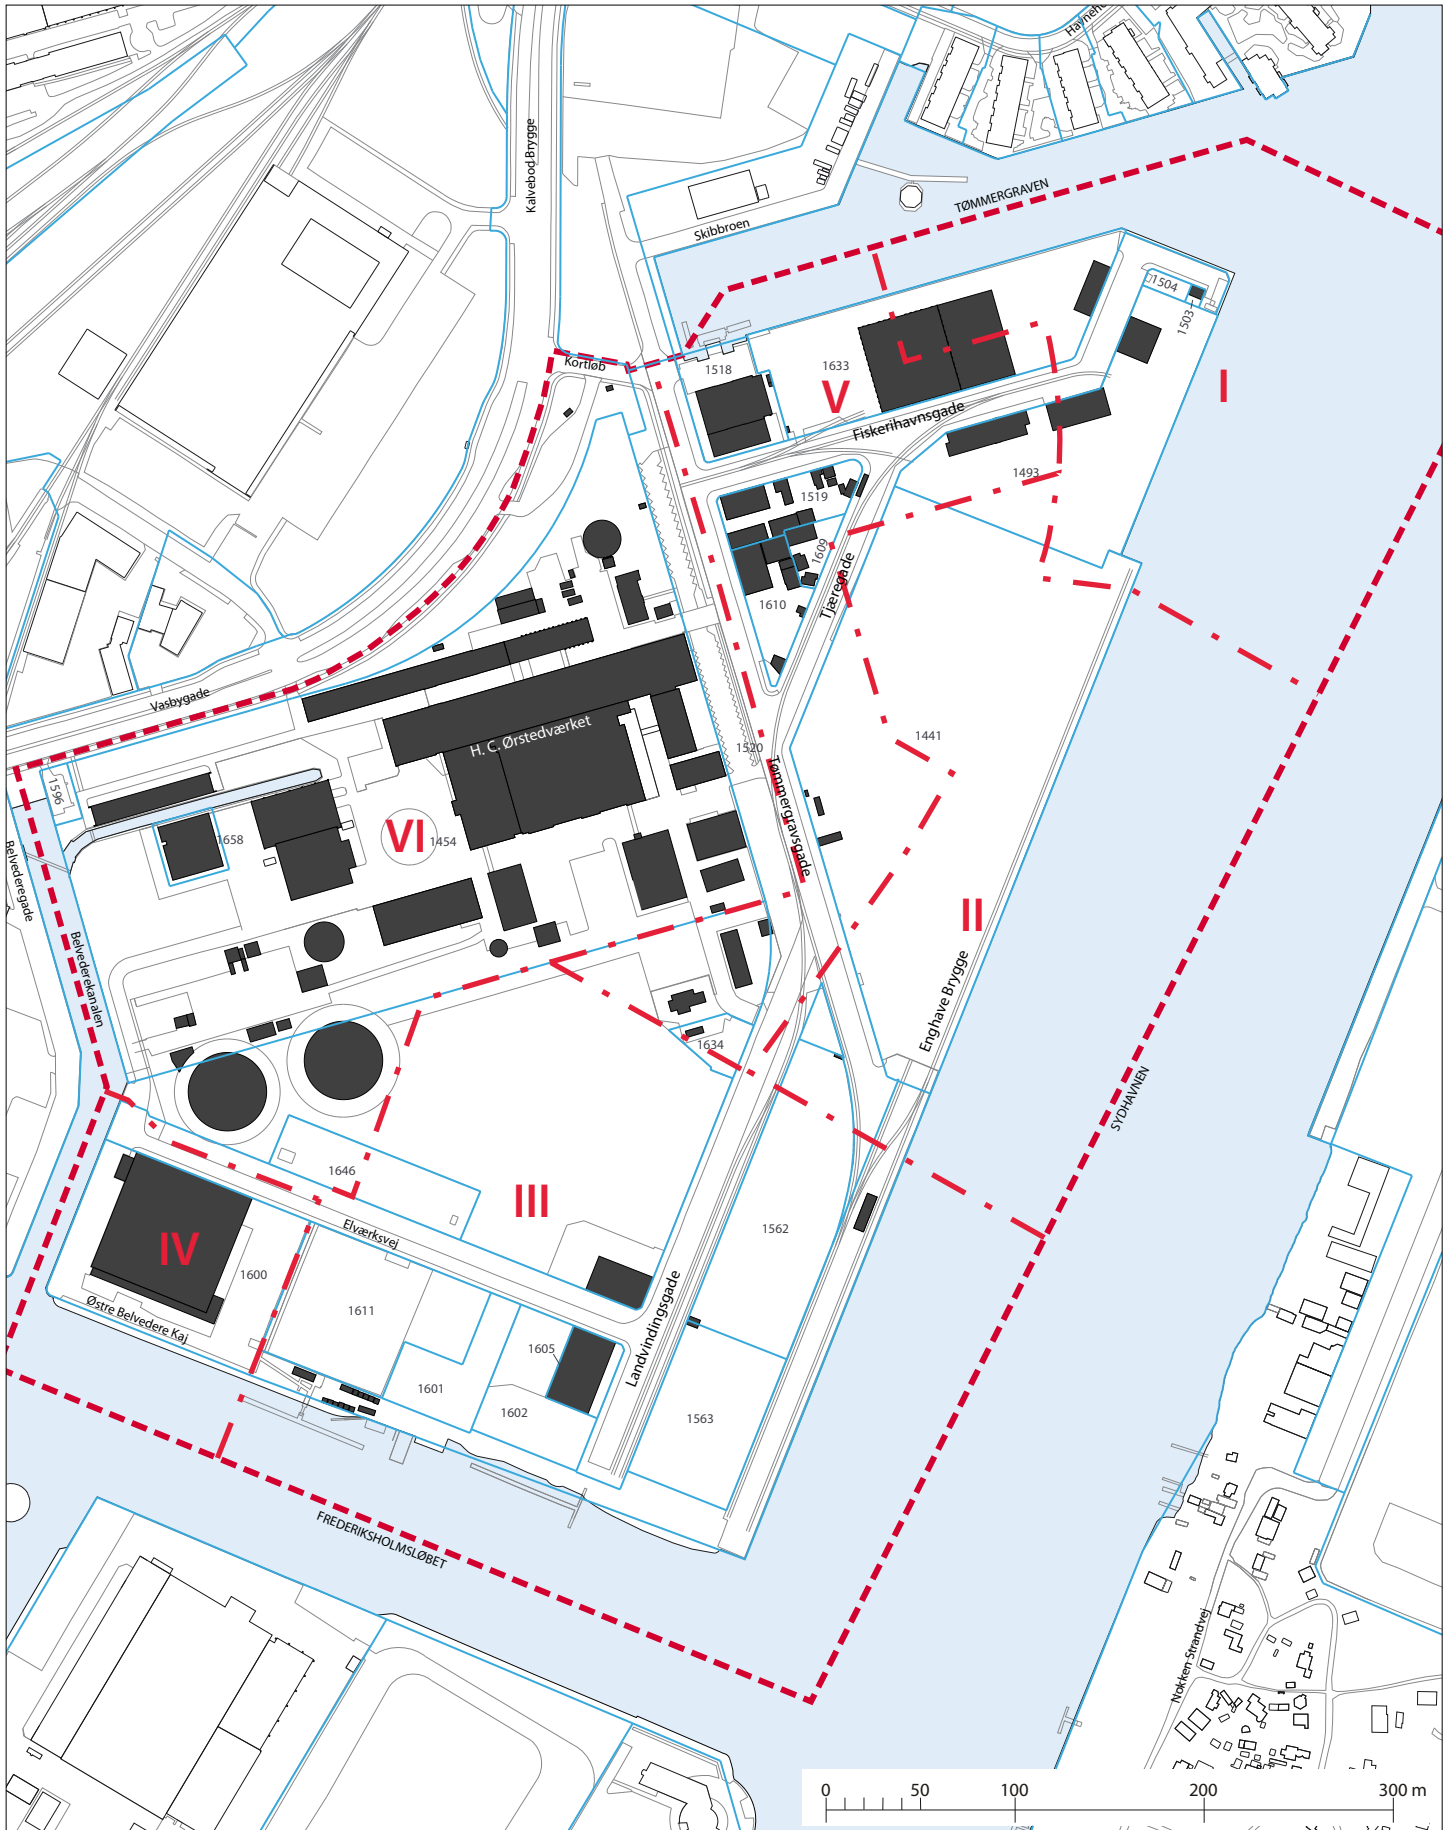 Kalvebod Brygge
TØMMERGRAVEN
Skibbroen
1504
1503
Kortløb
1518
1633
V
I
Fiskerihavnsgade
1493
1519
1609
1610
Tjæregade
Vasbygade
H. C. Ørstedværket
1520
1441
Tømmergravsgade
1596
1658
VI
1454
Belvederegade
Belvederekanalen
II
Enghave Brygge
1634
SYDHAVNEN
1646
III
Elværksvej
1562
IV
1600
1611
Østre Belvedere Kaj
Landvindingsgade
1605
1601
1602
1563
FREDERIKSHOLMSLØBET
Nokken Strandvej
0 50 100 200 300 m